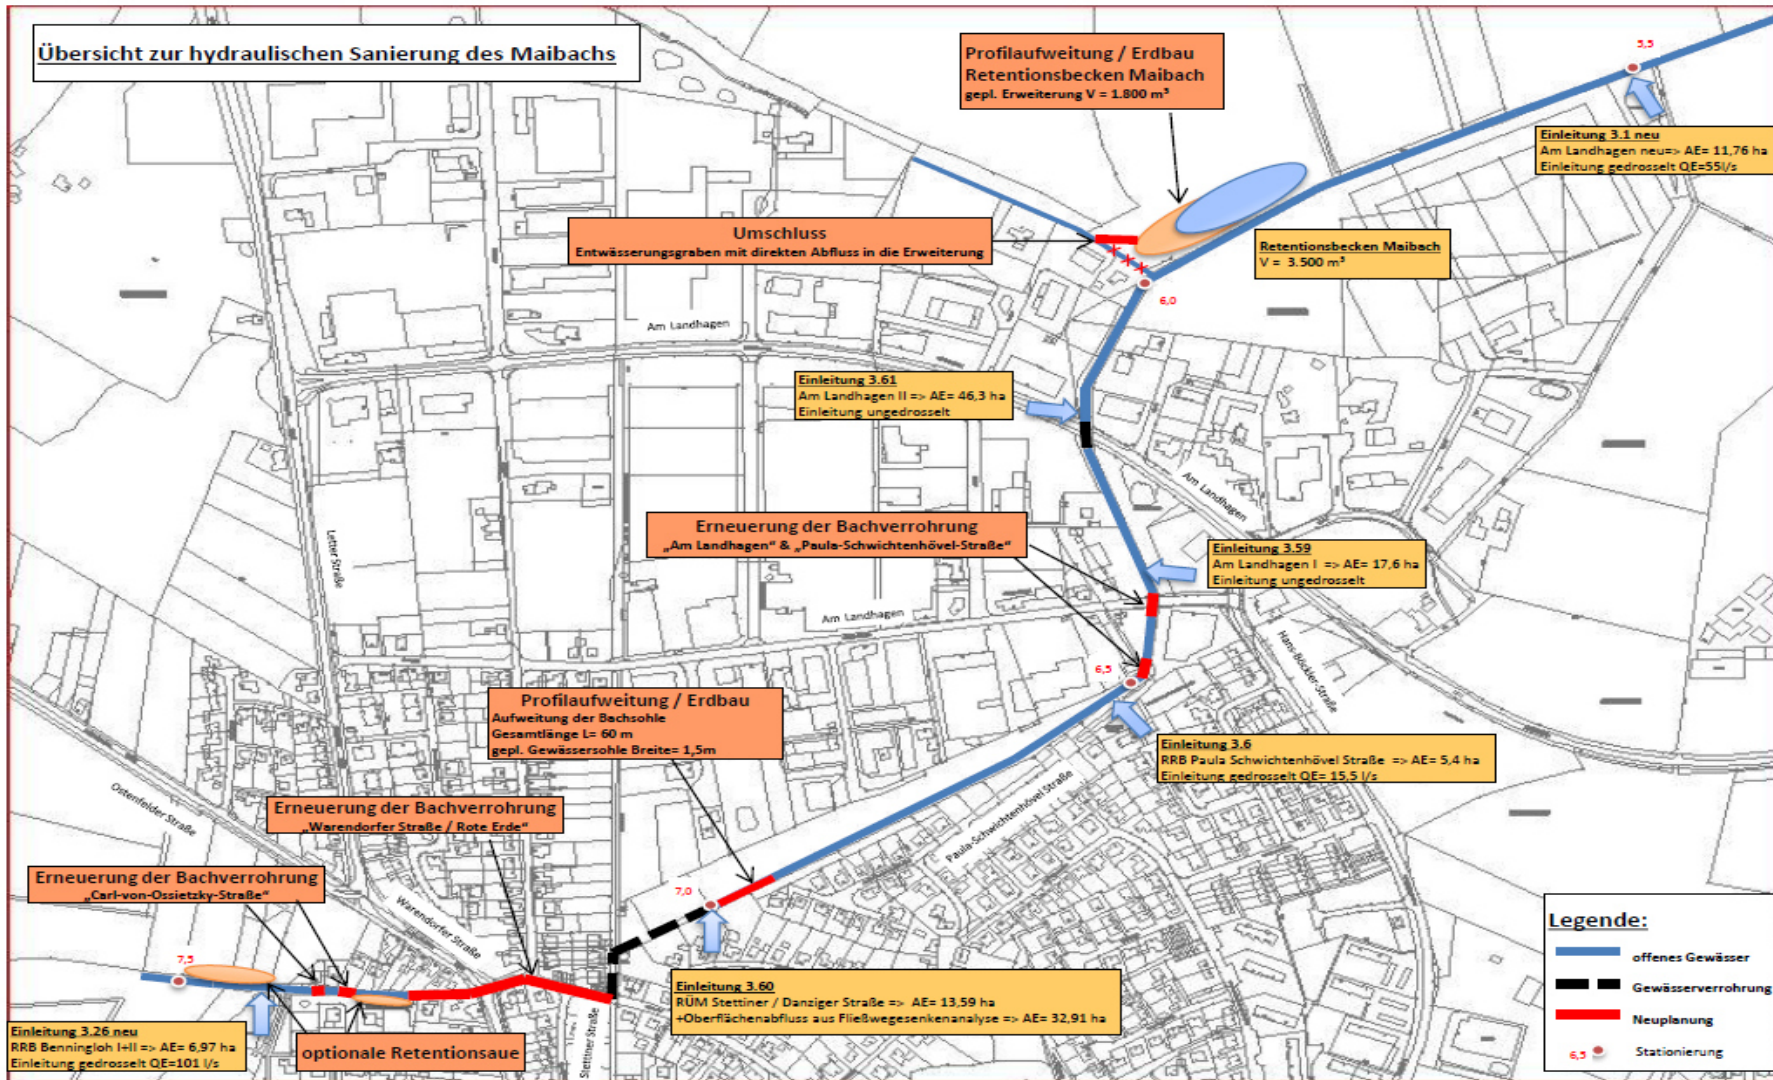 Übersicht zur hydraulischen Sanierung des Maibachs
Profilaufweitung / Erdbau
Retentionsbecken Maibach
gepl. Erweiterung V = 1.800 m³
5,5
Einleitung 3.1 neu
Am Landhagen neu=> AE= 11,76 ha
Einleitung gedrosselt QE=55l/s
Umschluss
Entwässerungsgraben mit direkten Abfluss in die Erweiterung
Retentionsbecken Maibach
V = 3.500 m³
6,0
Am Landhagen
Einleitung 3.61
Am Landhagen II => AE= 46,3 ha
Einleitung ungedrosselt
Am Landhagen
Letter Straße
Erneuerung der Bachverrohrung
„Am Landhagen“ & „Paula-Schwichtenhövel-Straße“
Einleitung 3.59
Am Landhagen I => AE= 17,6 ha
Einleitung ungedrosselt
Am Landhagen
Hans-Böckler-Straße
6,5
Profilaufweitung / Erdbau
Aufweitung der Bachsohle
Gesamtlänge L= 60 m
gepl. Gewässersohle Breite= 1,5m
Einleitung 3.6
RRB Paula Schwichtenhövel Straße => AE= 5,4 ha
Einleitung gedrosselt QE= 15,5 l/s
Ostenfelder Straße
Paula-Schwichtenhövel Straße
Erneuerung der Bachverrohrung
„Warendorfer Straße / Rote Erde“
Erneuerung der Bachverrohrung
„Carl-von-Ossietzky-Straße“
Warendorfer Straße
7,0
7,5
Legende:
offenes Gewässer
Gewässerverrohrung
Neuplanung
6,5 Stationierung
Einleitung 3.60
RÜM Stettiner / Danziger Straße => AE= 13,59 ha
+Oberflächenabfluss aus Fließwegesenkenanalyse => AE= 32,91 ha
Stettiner Straße
Einleitung 3.26 neu
RRB Benningloh I+II => AE= 6,97 ha
Einleitung gedrosselt QE=101 l/s
optionale Retentionsaue